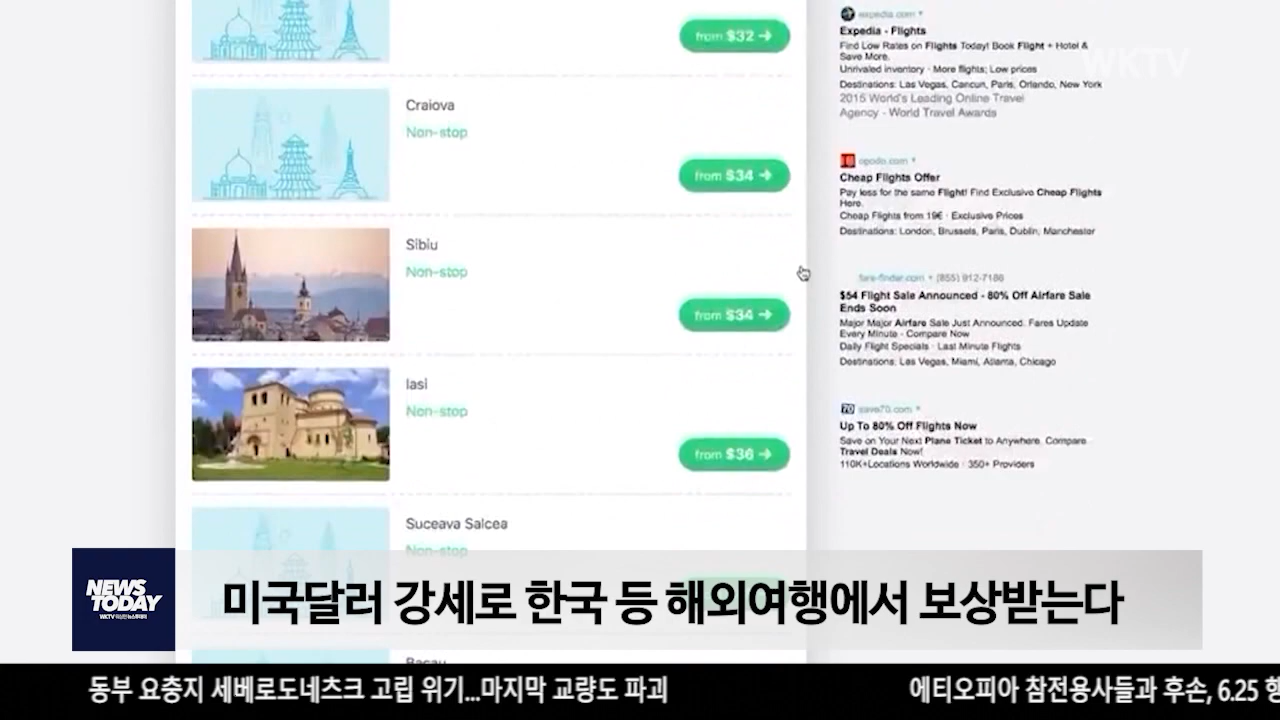 from $32 →
Craiova
Non-stop
from $34 →
Sibiu
Non-stop
from $34 →
Iasi
Non-stop
from $36 →
Suceava Salcea
Non-stop
Bacau
expedia.com
Expedia - Flights
Find Low Rates on Flights Today! Book Flight + Hotel &
Save More.
Unrivaled inventory · More flights; Low prices
Destinations: Las Vegas, Cancun, Paris, Orlando, New York
2015 World's Leading Online Travel
Agency - World Travel Awards
WKTV
opodo.com
Cheap Flights Offer
Pay less for the same Flight! Find Exclusive Cheap Flights
Here.
Cheap Flights from 19€ · Exclusive Prices
Destinations: London, Brussels, Paris, Dublin, Manchester
fare-finder.com (855) 912-7186
$54 Flight Sale Announced - 80% Off Airfare Sale
Ends Soon
Major Major Airfare Sale Just Announced. Fares Update
Every Minute - Compare Now
Daily Flight Specials · Last Minute Flights
Destinations: Las Vegas, Miami, Atlanta, Chicago
70 save70.com
Up To 80% Off Flights Now
Save on Your Next Plane Ticket to Anywhere. Compare
Travel Deals Now!
110K+Locations Worldwide · 350+ Providers
NEWS
TODAY
미국달러 강세로 한국 등 해외여행에서 보상받는다
동부 요충지 세베로도네츠크 고립 위기...마지막 교량도 파괴
에티오피아 참전용사들과 후손, 6.25 행